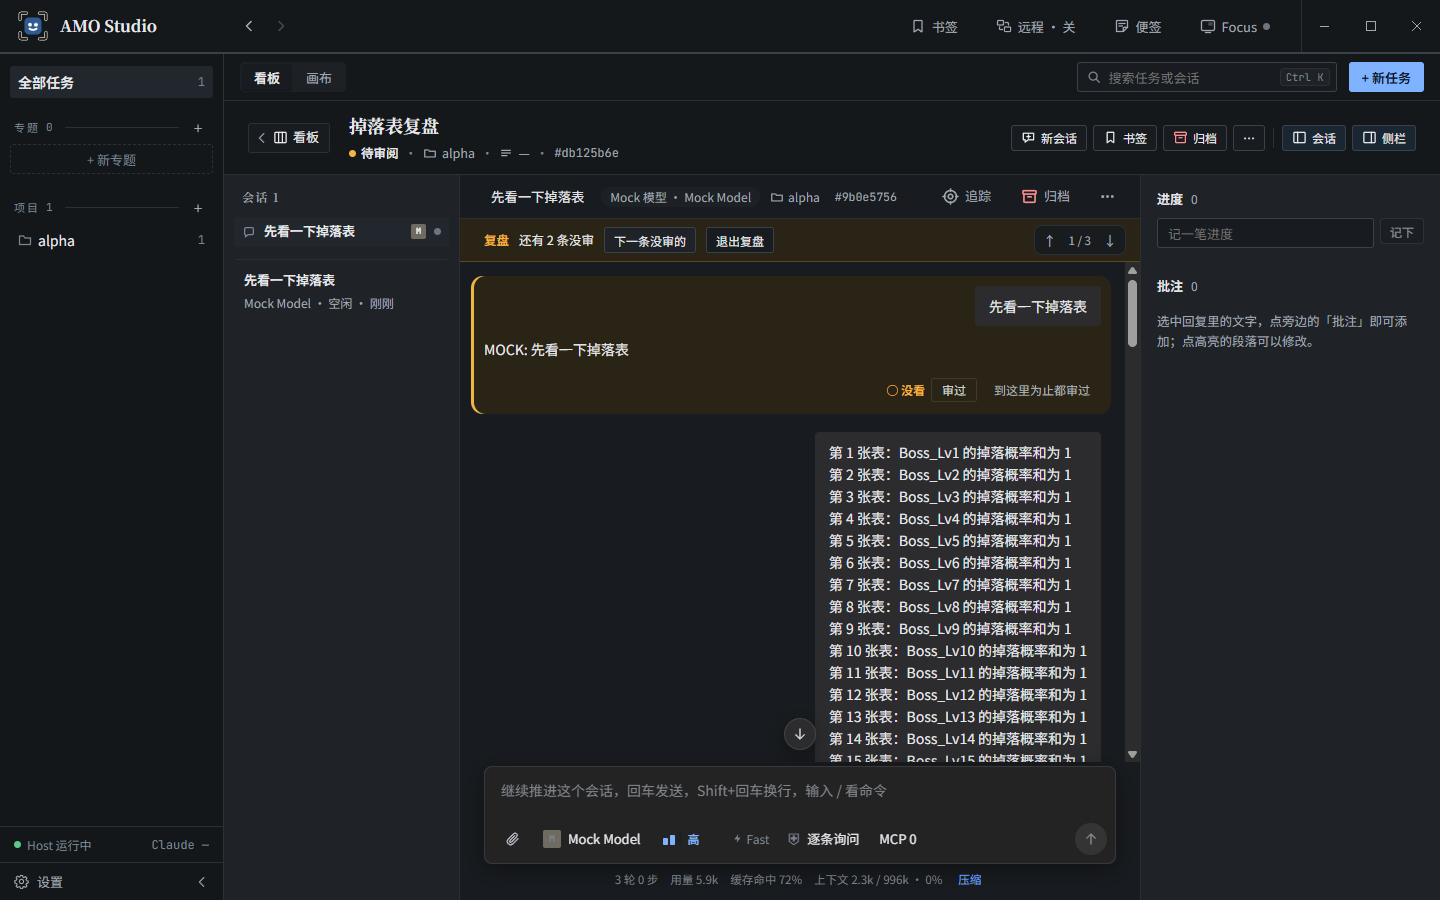 AMO Studio
书签
远程 • 关
便签
Focus
全部任务 1
看板
画布
搜索任务或会话 Ctrl K
+ 新任务
专题 0
+ 新专题
项目 1
alpha 1
看板
掉落表复盘
待审阅 • alpha • — • #db125b6e
新会话
书签
归档
会话
侧栏
会话 1
先看一下掉落表 M
先看一下掉落表
Mock Model • 空闲 • 刚刚
先看一下掉落表
Mock 模型 • Mock Model
alpha
#9b0e5756
追踪
归档
复盘 还有 2 条没审 下一条没审的 退出复盘
1 / 3
先看一下掉落表
MOCK: 先看一下掉落表
没看 审过 到这里为止都审过
第 1 张表：Boss_Lv1 的掉落概率和为 1
第 2 张表：Boss_Lv2 的掉落概率和为 1
第 3 张表：Boss_Lv3 的掉落概率和为 1
第 4 张表：Boss_Lv4 的掉落概率和为 1
第 5 张表：Boss_Lv5 的掉落概率和为 1
第 6 张表：Boss_Lv6 的掉落概率和为 1
第 7 张表：Boss_Lv7 的掉落概率和为 1
第 8 张表：Boss_Lv8 的掉落概率和为 1
第 9 张表：Boss_Lv9 的掉落概率和为 1
第 10 张表：Boss_Lv10 的掉落概率和为 1
第 11 张表：Boss_Lv11 的掉落概率和为 1
第 12 张表：Boss_Lv12 的掉落概率和为 1
第 13 张表：Boss_Lv13 的掉落概率和为 1
第 14 张表：Boss_Lv14 的掉落概率和为 1
第 15 张表：Boss_Lv15 的掉落概率和为 1
继续推进这个会话，回车发送，Shift+回车换行，输入 / 看命令
Mock Model
高
Fast
逐条询问
MCP 0
3 轮 0 步 用量 5.9k 缓存命中 72% 上下文 2.3k / 996k • 0% 压缩
进度 0
记一笔进度
记下
批注 0
选中回复里的文字，点旁边的「批注」即可添
加；点高亮的段落可以修改。
Host 运行中 Claude —
设置